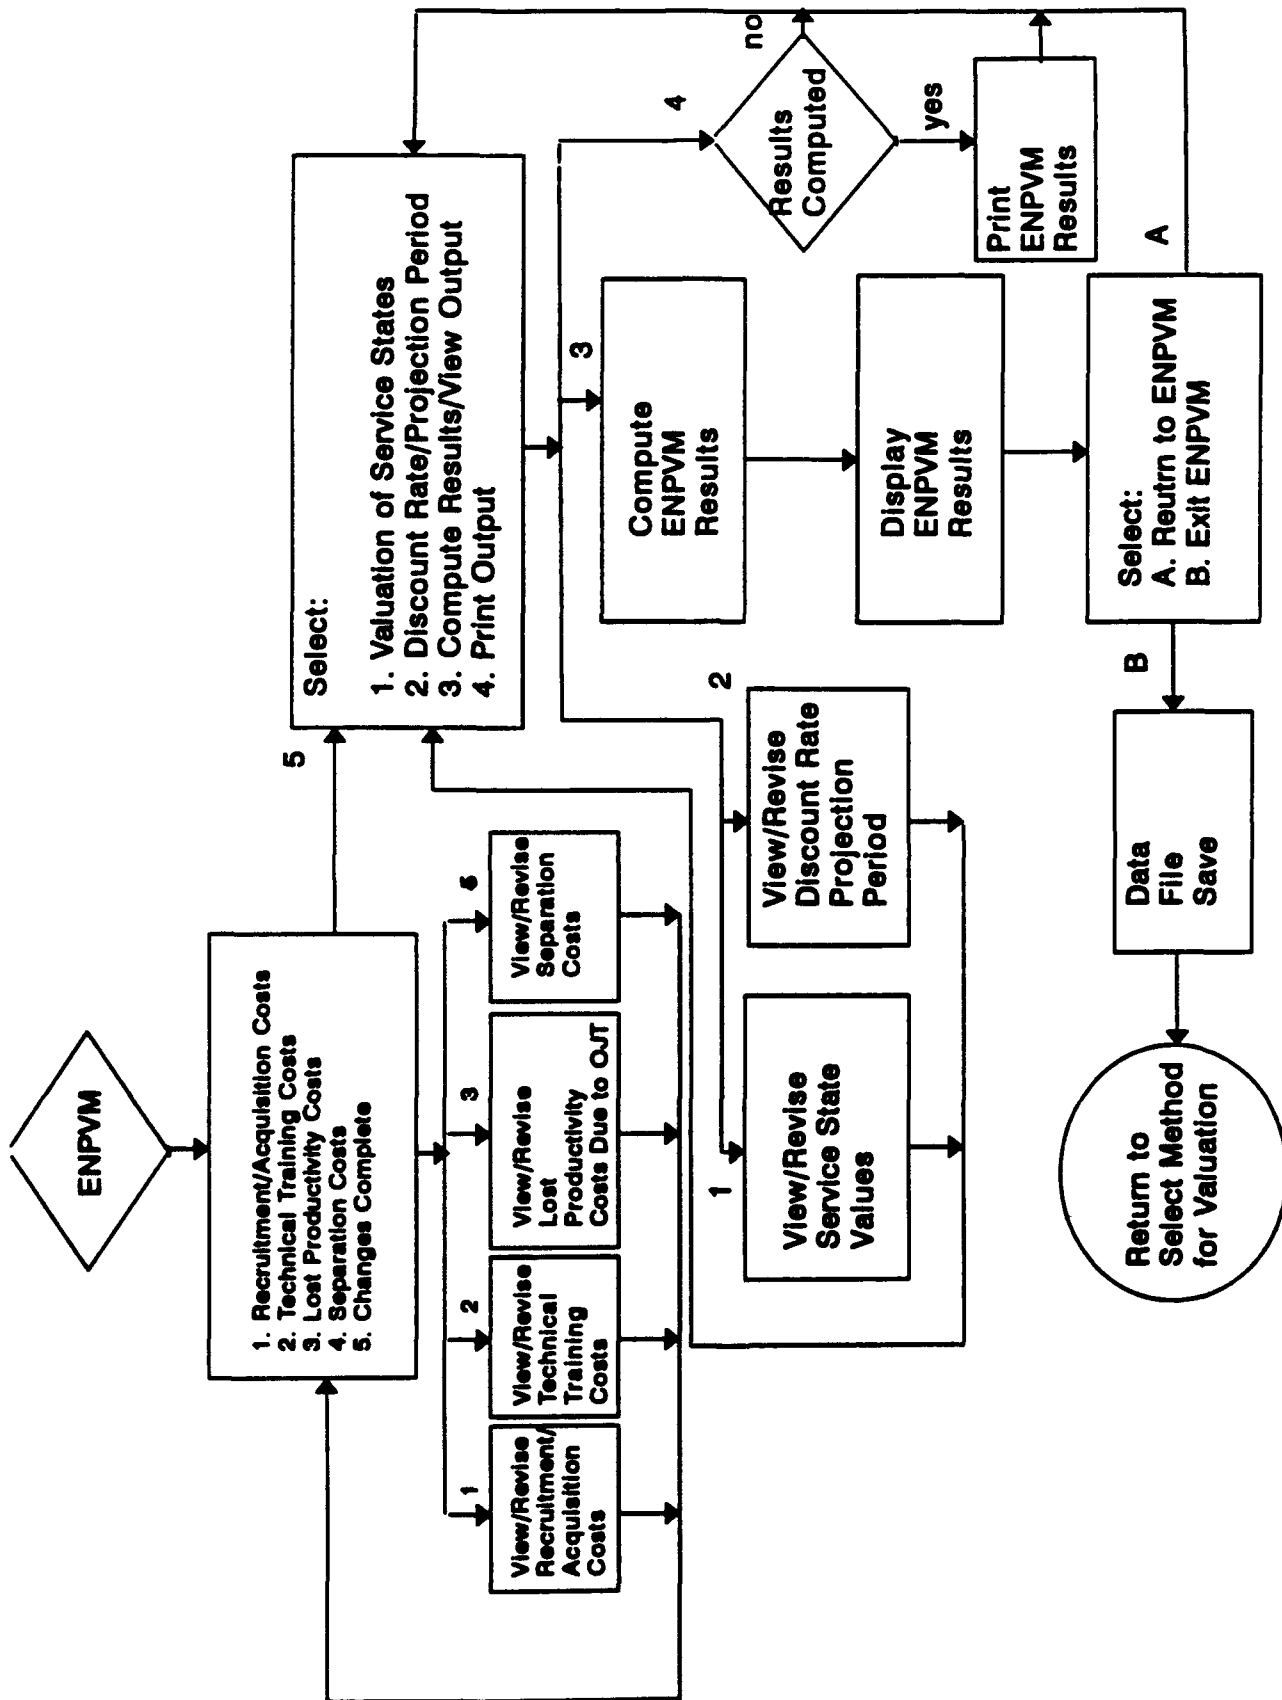 ENPVM
1. Recruitment/Acquisition Costs
2. Technical Training Costs
3. Lost Productivity Costs
4. Separation Costs
5. Changes Complete
5
1
View/Revise
Recruitment/
Acquisition
Costs
2
View/Revise
Technical
Training
Costs
3
View/Revise
Lost
Productivity
Costs Due to OJT
View/Revise
Separation
Costs
Select:
1. Valuation of Service States
2. Discount Rate/Projection Period
3. Compute Results/View Output
4. Print Output
1
View/Revise
Service State
Values
2
View/Revise
Discount Rate
Projection
Period
3
Compute
ENPVM
Results
4
Results
Computed
no
yes
Print
ENPVM
Results
Display
ENPVM
Results
Select:
A. Reutrn to ENPVM
B. Exit ENPVM
A
B
Data
File
Save
Return to
Select Method
for Valuation